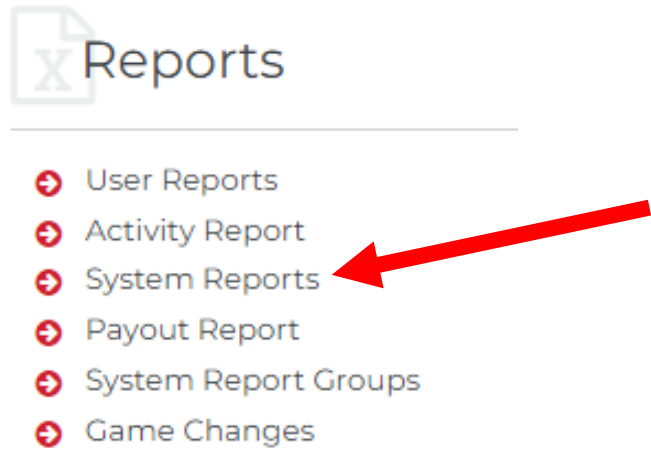 X
Reports
User Reports
Activity Report
System Reports
Payout Report
System Report Groups
Game Changes